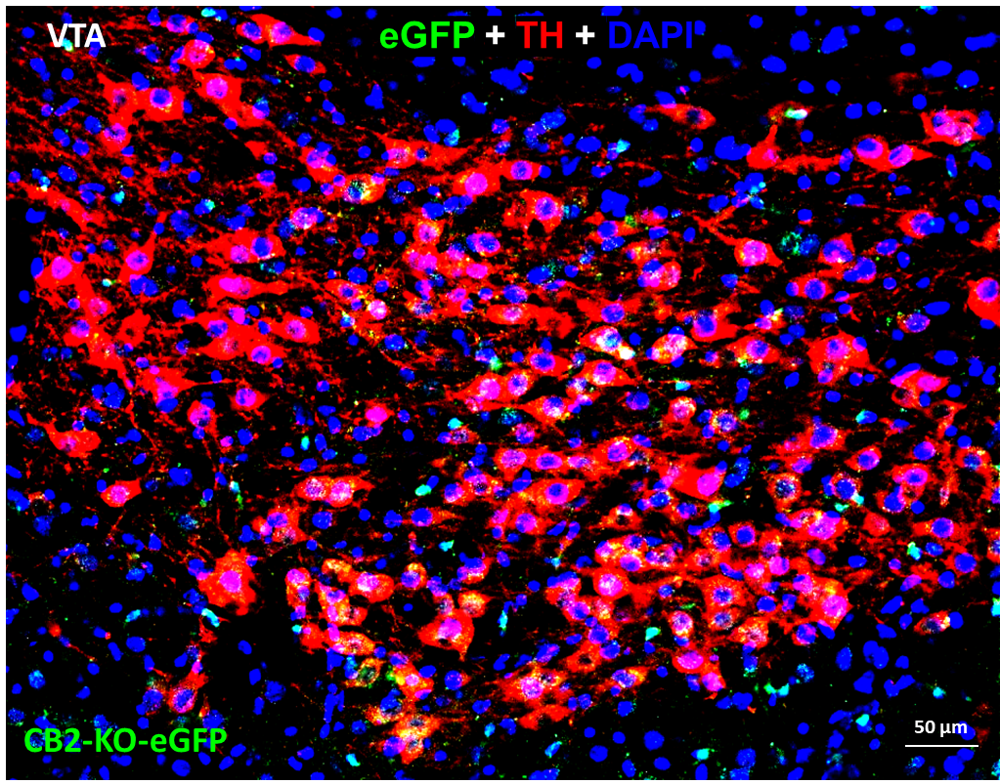 VTA
eGFP + TH + DAPI
50 µm
CB2-KO-eGFP